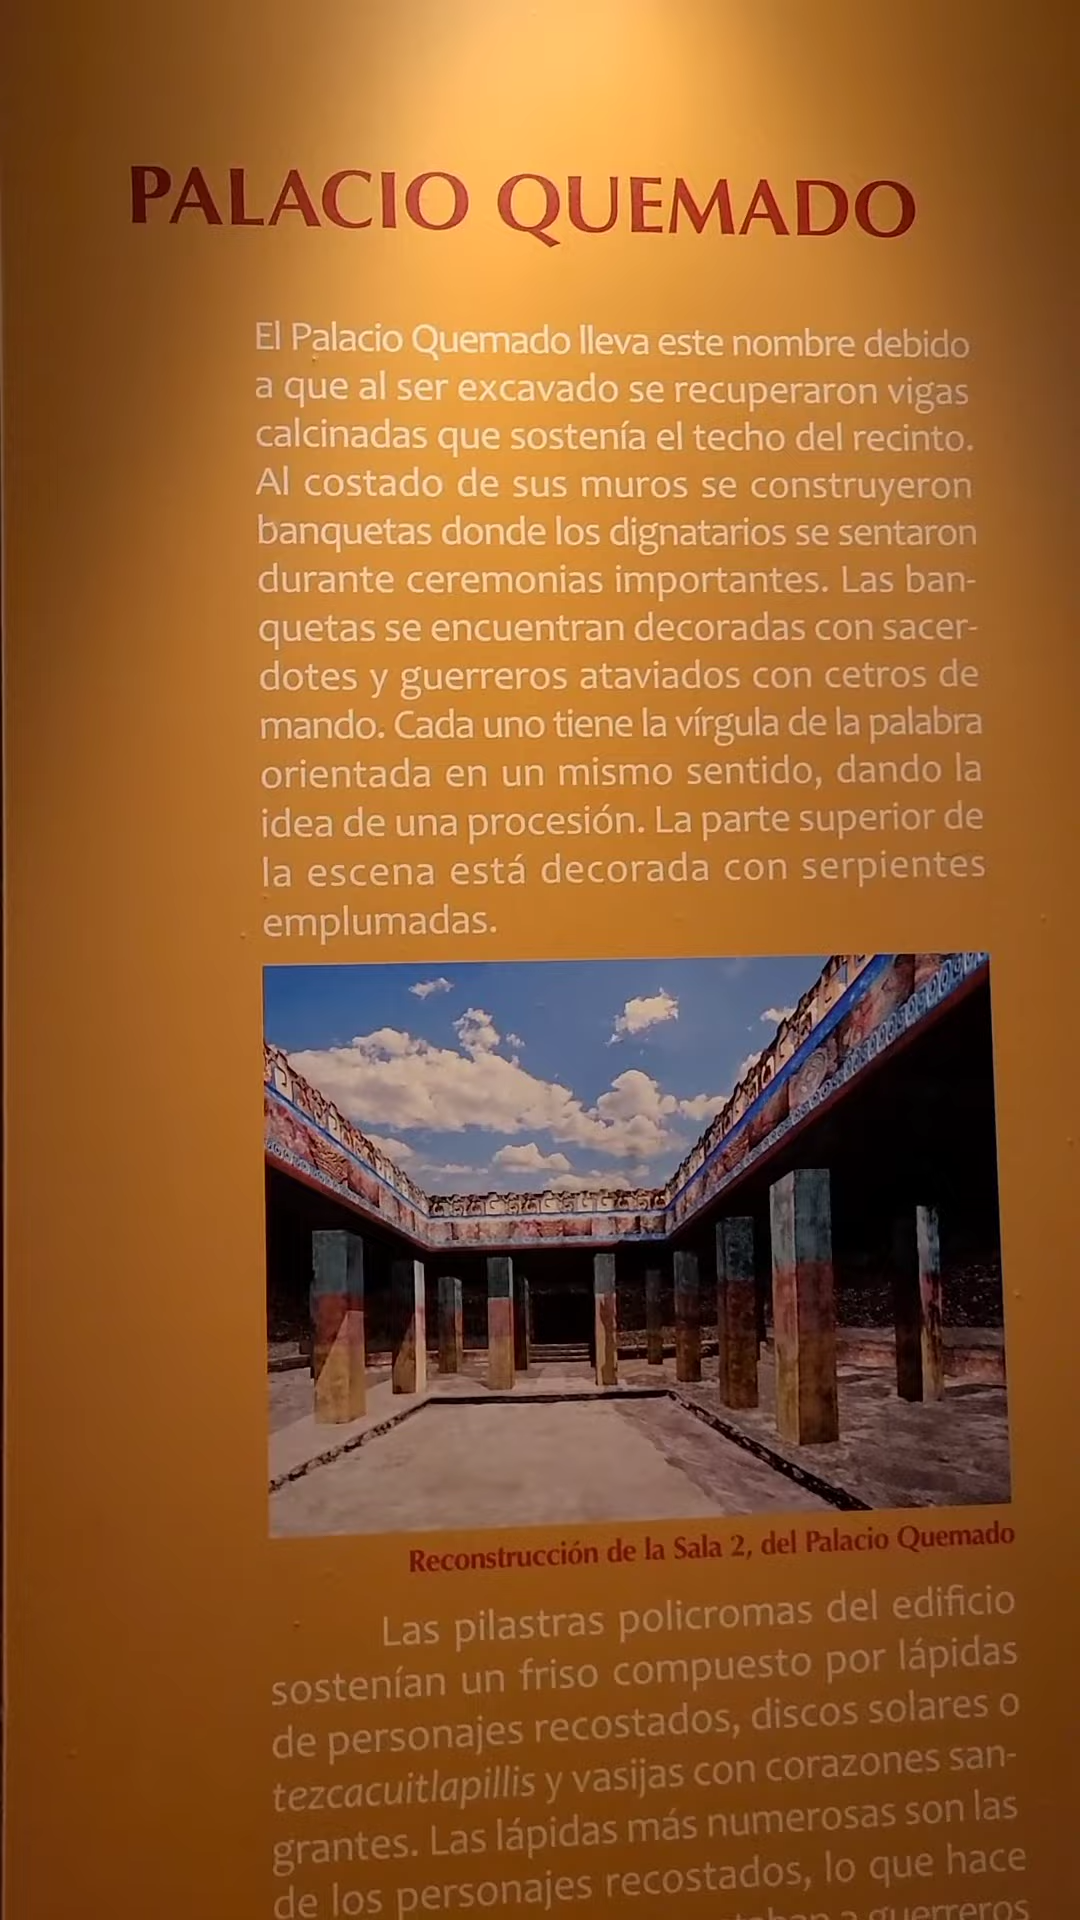 PALACIO QUEMADO
El Palacio Quemado lleva este nombre debido
a que al ser excavado se recuperaron vigas
calcinadas que sostenía el techo del recinto.
Al costado de sus muros se construyeron
banquetas donde los dignatarios se sentaron
durante ceremonias importantes. Las ban-
quetas se encuentran decoradas con sacer-
dotes y guerreros ataviados con cetros de
mando. Cada uno tiene la vírgula de la palabra
orientada en un mismo sentido, dando la
idea de una procesión. La parte superior de
la escena está decorada con serpientes
emplumadas.
Reconstrucción de la Sala 2, del Palacio Quemado
Las pilastras policromas del edificio
sostenían un friso compuesto por lápidas
de personajes recostados, discos solares o
tezcacuitlapillis y vasijas con corazones san-
grantes. Las lápidas más numerosas son las
de los personajes recostados, lo que hace
a guerreros